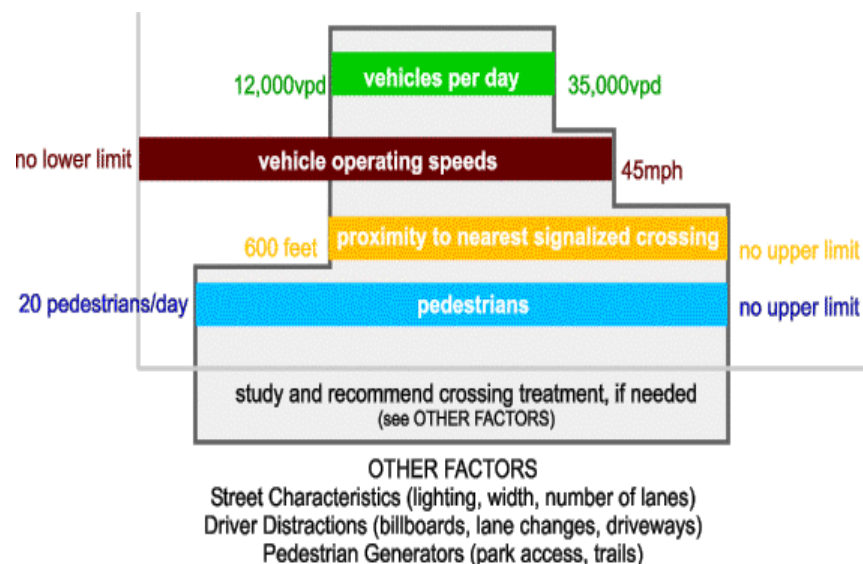 12,000vpd vehicles per day 35,000vpd
no lower limit vehicle operating speeds 45mph
600 feet proximity to nearest signalized crossing no upper limit
20 pedestrians/day pedestrians no upper limit
study and recommend crossing treatment, if needed
(see OTHER FACTORS)
OTHER FACTORS
Street Characteristics (lighting, width, number of lanes)
Driver Distractions (billboards, lane changes, driveways)
Pedestrian Generators (park access, trails)